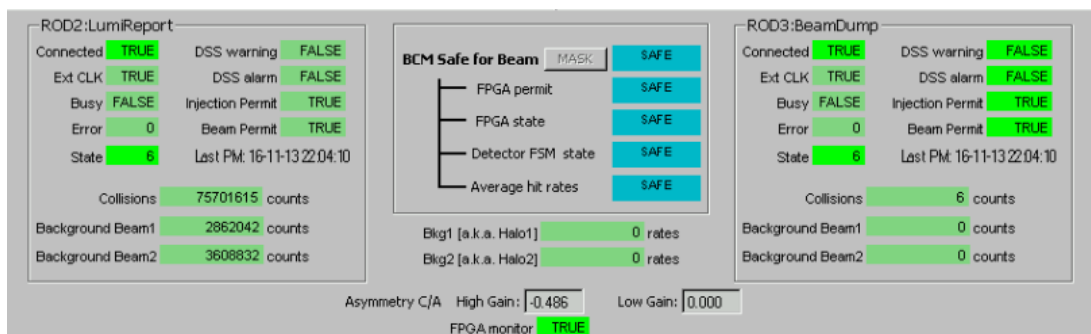 ROD2:LumiReport
Connected TRUE DSS warning FALSE
Ext CLK TRUE DSS alarm FALSE
Busy FALSE Injection Permit TRUE
Error 0 Beam Permit TRUE
State 6 Last PM: 16-11-13 22:04:10
Collisions 75701615 counts
Background Beam1 2862042 counts
Background Beam2 3608832 counts
BCM Safe for Beam MASK SAFE
FPGA permit SAFE
FPGA state SAFE
Detector FSM state SAFE
Average hit rates SAFE
Bkg1 [a.k.a. Halo1] 0 rates
Bkg2 [a.k.a. Halo2] 0 rates
ROD3:BeamDump
Connected TRUE DSS warning FALSE
Ext CLK TRUE DSS alarm FALSE
Busy FALSE Injection Permit TRUE
Error 0 Beam Permit TRUE
State 6 Last PM: 16-11-13 22:04:10
Collisions 6 counts
Background Beam1 0 counts
Background Beam2 0 counts
Asymmetry C/A High Gain: -0.486 Low Gain: 0.000
FPGA monitor TRUE